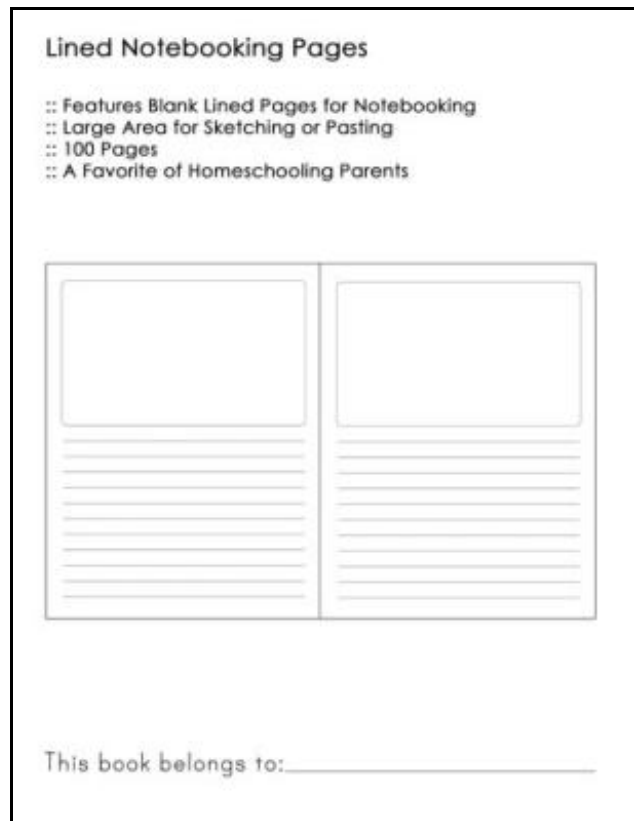 Lined Notebooking Pages
:: Features Blank Lined Pages for Notebooking
:: Large Area for Sketching or Pasting
:: 100 Pages
:: A Favorite of Homeschooling Parents
This book belongs to: